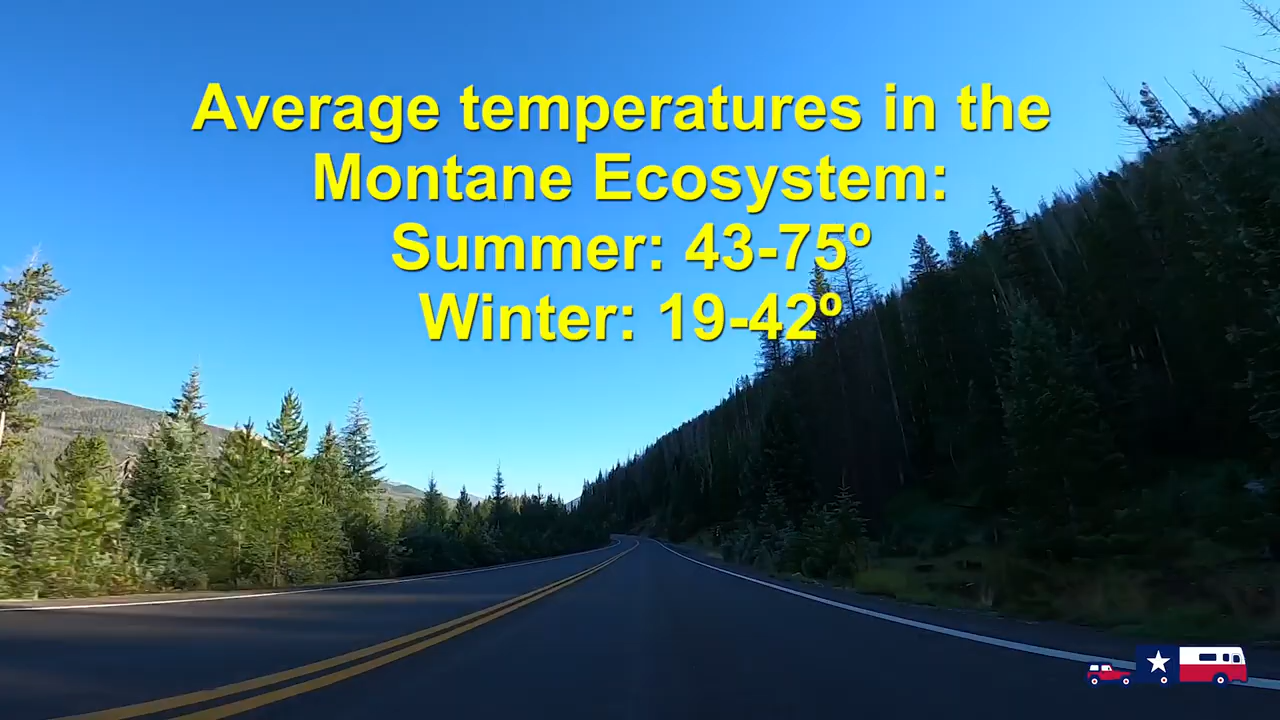 Average temperatures in the
Montane Ecosystem:
Summer: 43-75º
Winter: 19-42º